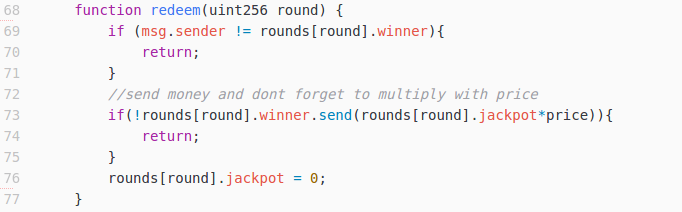 68 function redeem(uint256 round) {
69 if (msg.sender != rounds[round].winner){
70 return;
71 }
72 //send money and dont forget to multiply with price
73 if(!rounds[round].winner.send(rounds[round].jackpot*price)){
74 return;
75 }
76 rounds[round].jackpot = 0;
77 }